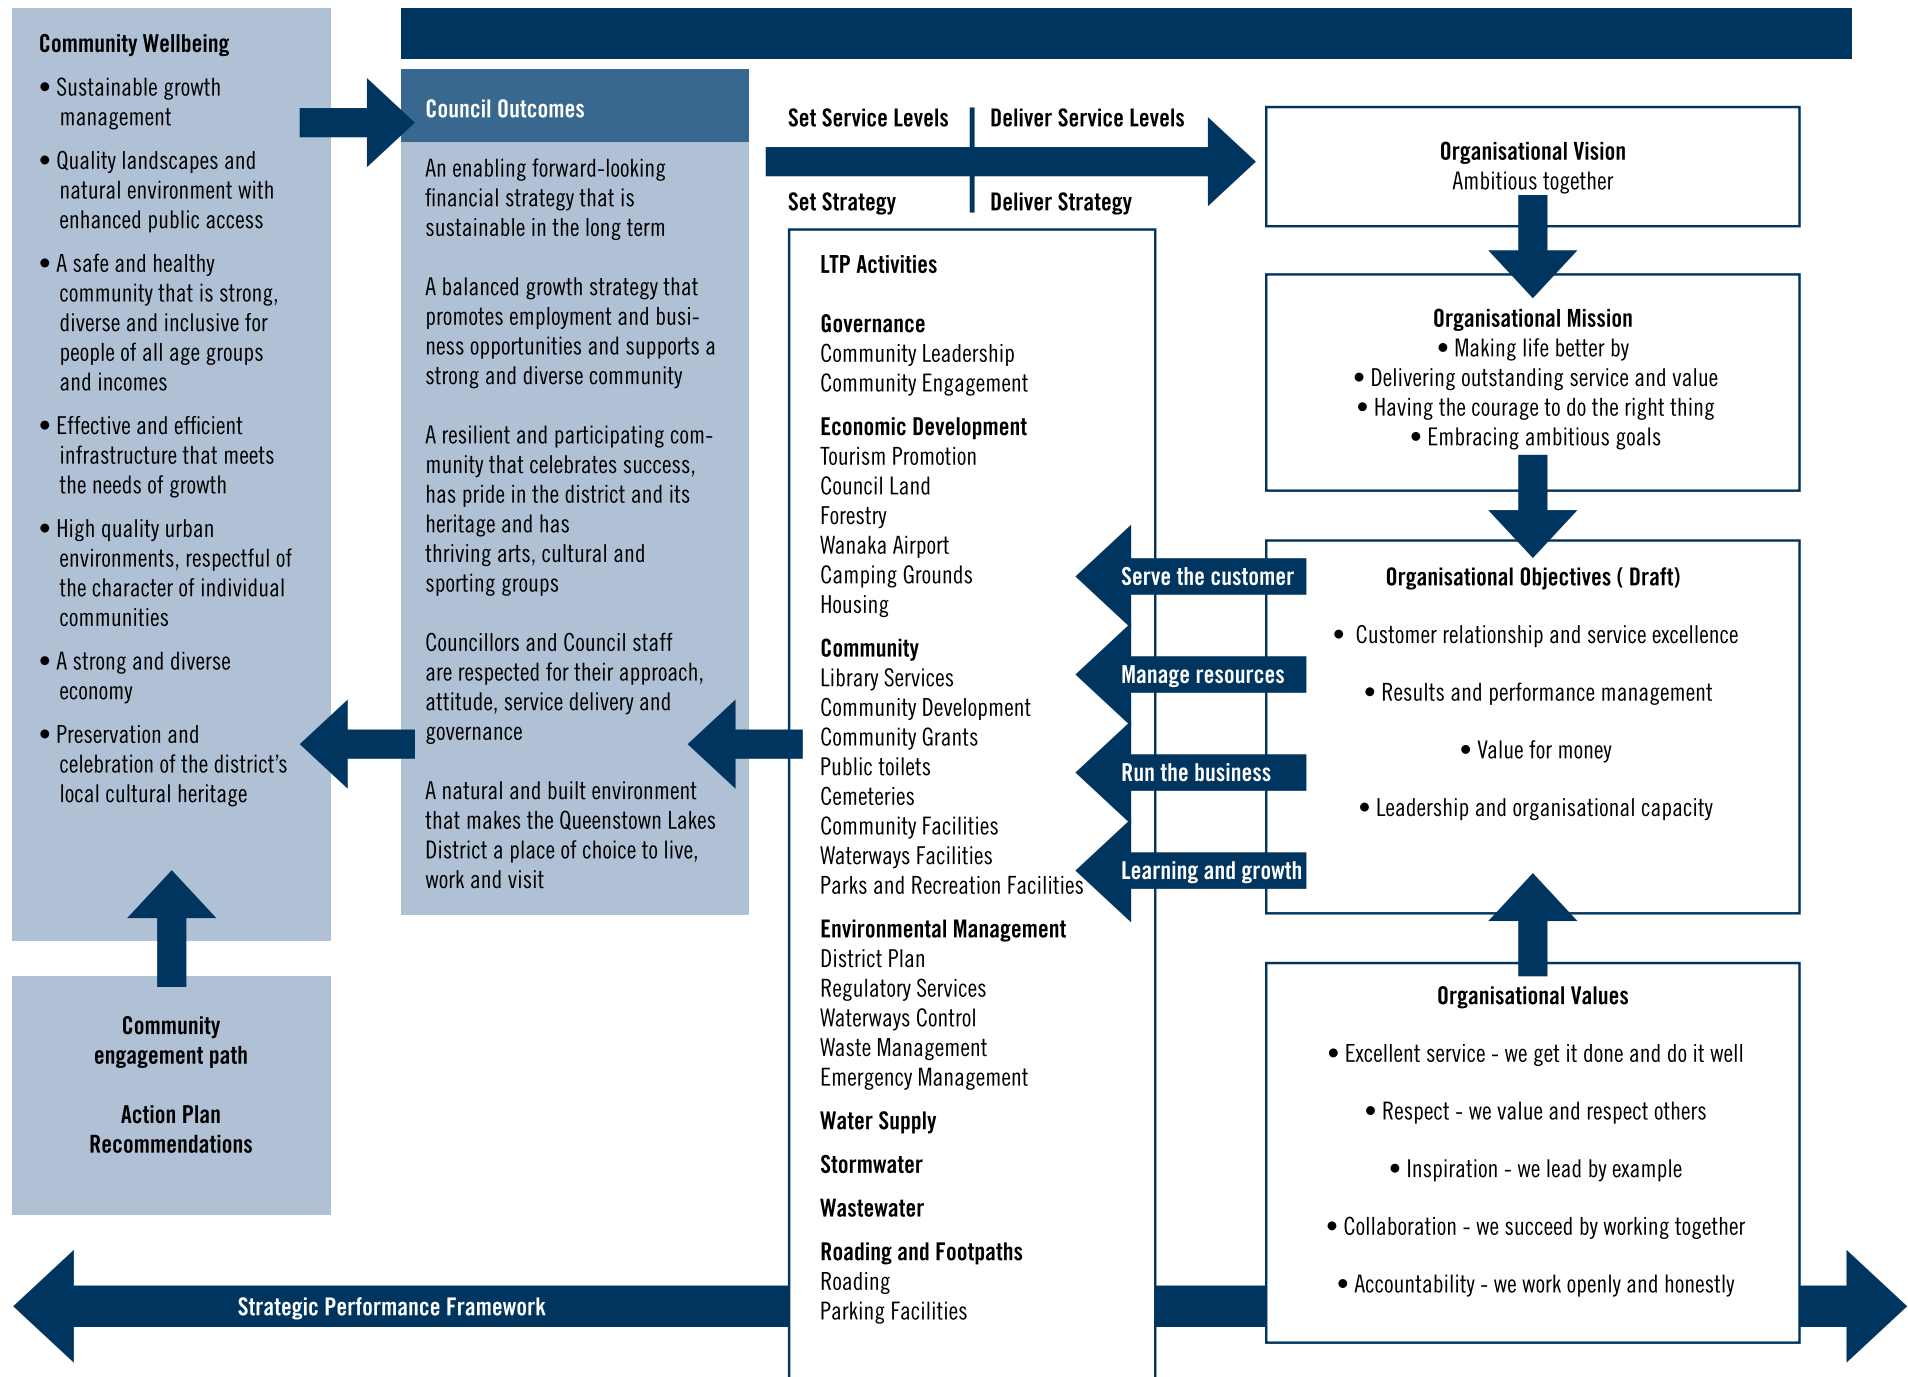 Community Wellbeing
• Sustainable growth
management
• Quality landscapes and
natural environment with
enhanced public access
• A safe and healthy
community that is strong,
diverse and inclusive for
people of all age groups
and incomes
• Effective and efficient
infrastructure that meets
the needs of growth
• High quality urban
environments, respectful of
the character of individual
communities
• A strong and diverse
economy
• Preservation and
celebration of the district’s
local cultural heritage
Community
engagement path
Action Plan
Recommendations
Council Outcomes
An enabling forward-looking
financial strategy that is
sustainable in the long term
A balanced growth strategy that
promotes employment and busi-
ness opportunities and supports a
strong and diverse community
A resilient and participating com-
munity that celebrates success,
has pride in the district and its
heritage and has
thriving arts, cultural and
sporting groups
Councillors and Council staff
are respected for their approach,
attitude, service delivery and
governance
A natural and built environment
that makes the Queenstown Lakes
District a place of choice to live,
work and visit
Set Service Levels
Deliver Service Levels
Set Strategy
Deliver Strategy
LTP Activities
Governance
Community Leadership
Community Engagement
Economic Development
Tourism Promotion
Council Land
Forestry
Wanaka Airport
Camping Grounds
Housing
Community
Library Services
Community Development
Community Grants
Public toilets
Cemeteries
Community Facilities
Waterways Facilities
Parks and Recreation Facilities
Environmental Management
District Plan
Regulatory Services
Waterways Control
Waste Management
Emergency Management
Water Supply
Stormwater
Wastewater
Roading and Footpaths
Roading
Parking Facilities
Serve the customer
Manage resources
Run the business
Learning and growth
Organisational Vision
Ambitious together
Organisational Mission
• Making life better by
• Delivering outstanding service and value
• Having the courage to do the right thing
• Embracing ambitious goals
Organisational Objectives ( Draft)
• Customer relationship and service excellence
• Results and performance management
• Value for money
• Leadership and organisational capacity
Organisational Values
• Excellent service - we get it done and do it well
• Respect - we value and respect others
• Inspiration - we lead by example
• Collaboration - we succeed by working together
• Accountability - we work openly and honestly
Strategic Performance Framework